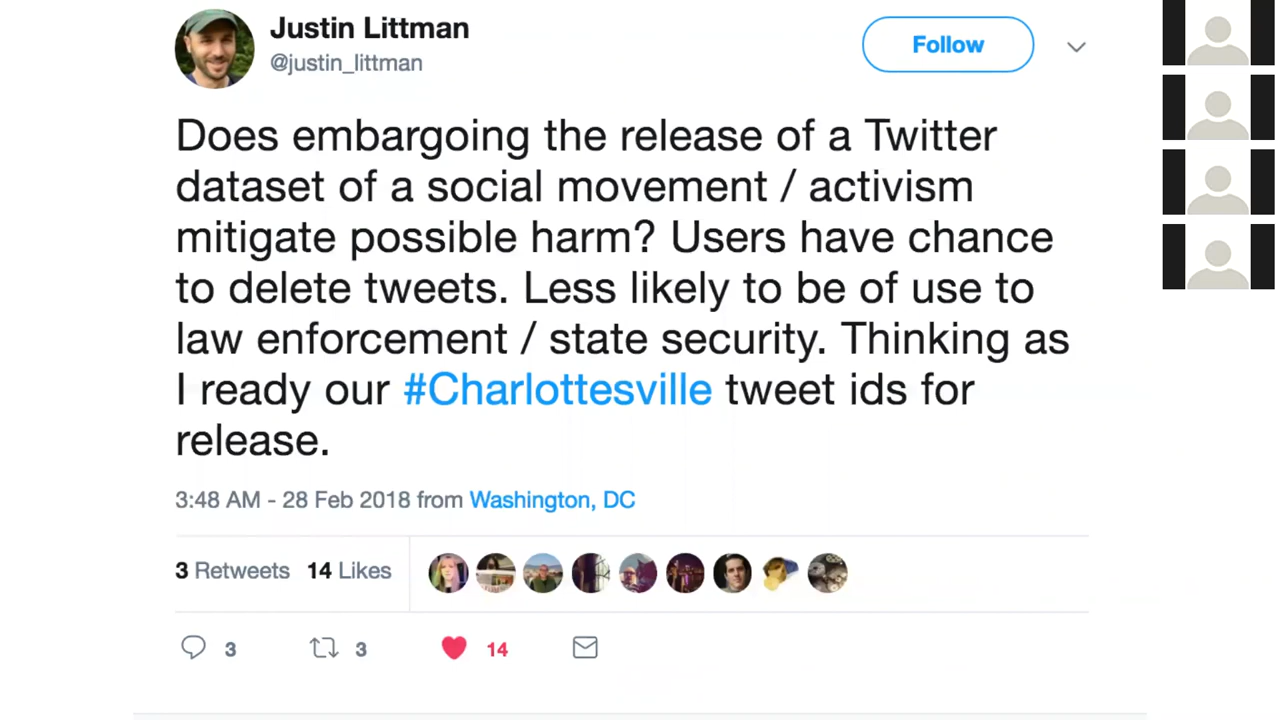 Justin Littman
@justin_littman
Follow
Does embargoing the release of a Twitter
dataset of a social movement / activism
mitigate possible harm? Users have chance
to delete tweets. Less likely to be of use to
law enforcement / state security. Thinking as
I ready our #Charlottesville tweet ids for
release.
3:48 AM - 28 Feb 2018 from Washington, DC
3 Retweets 14 Likes
3 3 14